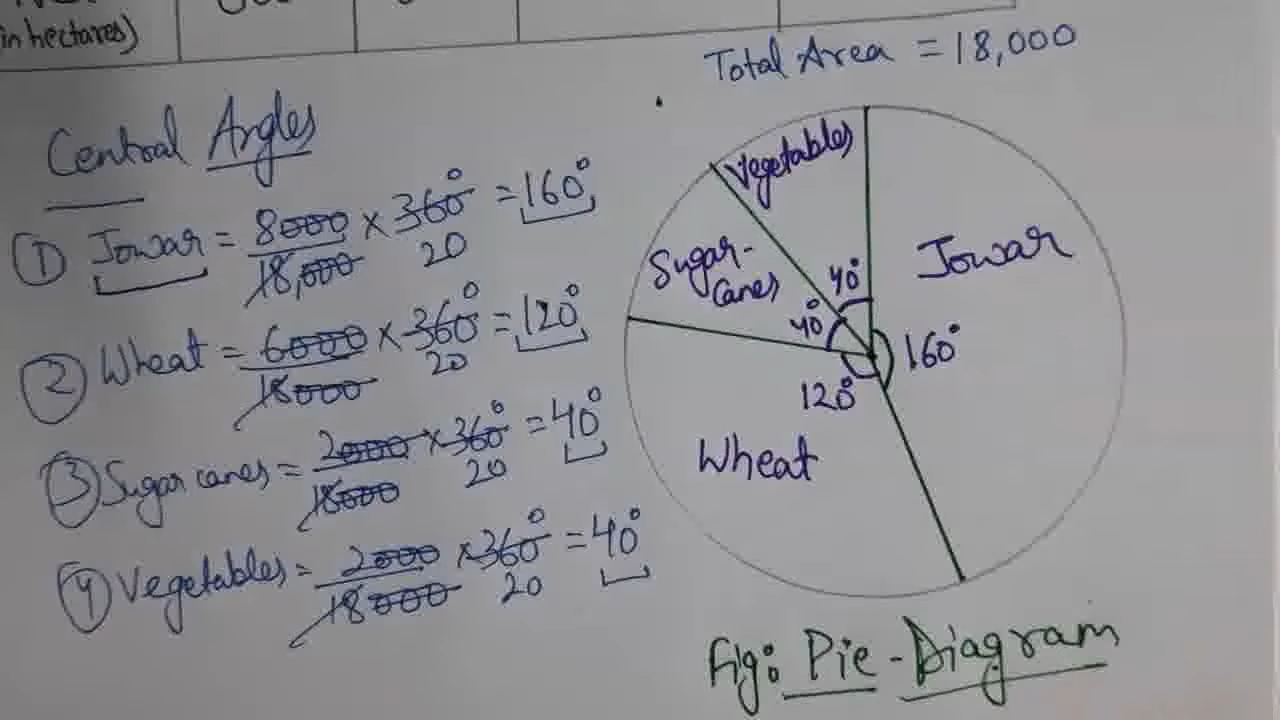 in hectares)
Total Area = 18,000
Central Angles
① Jowar = 8000/18,000 × 360° = 160°
20
② Wheat = 6000/18000 × 360° = 120°
20
③ Sugar canes = 2000/18000 × 360° = 40°
20
④ Vegetables = 2000/18000 × 360° = 40°
20
Vegetables
Sugar-
Canes
Jowar
40°
40°
120°
160°
Wheat
Fig: Pie-Diagram